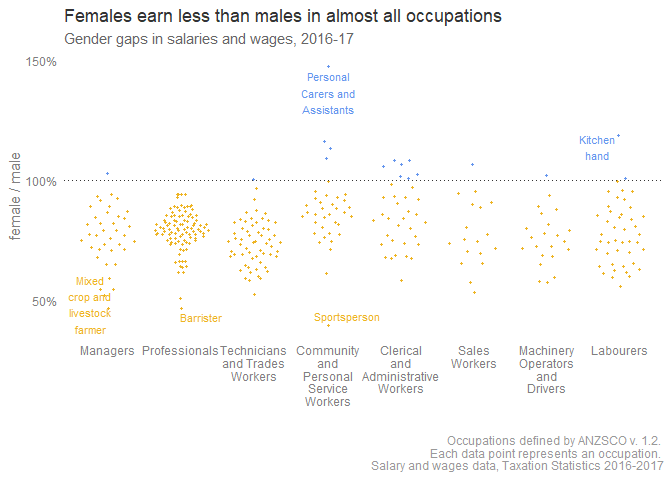 Females earn less than males in almost all occupations
Gender gaps in salaries and wages, 2016-17
150%
100%
50%
female / male
Personal
Carers and
Assistants
Kitchen
hand
Mixed
crop and
livestock
farmer
Barrister
Sportsperson
Managers
Professionals
Technicians
and Trades
Workers
Community
and
Personal
Service
Workers
Clerical
and
Administrative
Workers
Sales
Workers
Machinery
Operators
and
Drivers
Labourers
Occupations defined by ANZSCO v. 1.2.
Each data point represents an occupation.
Salary and wages data, Taxation Statistics 2016-2017